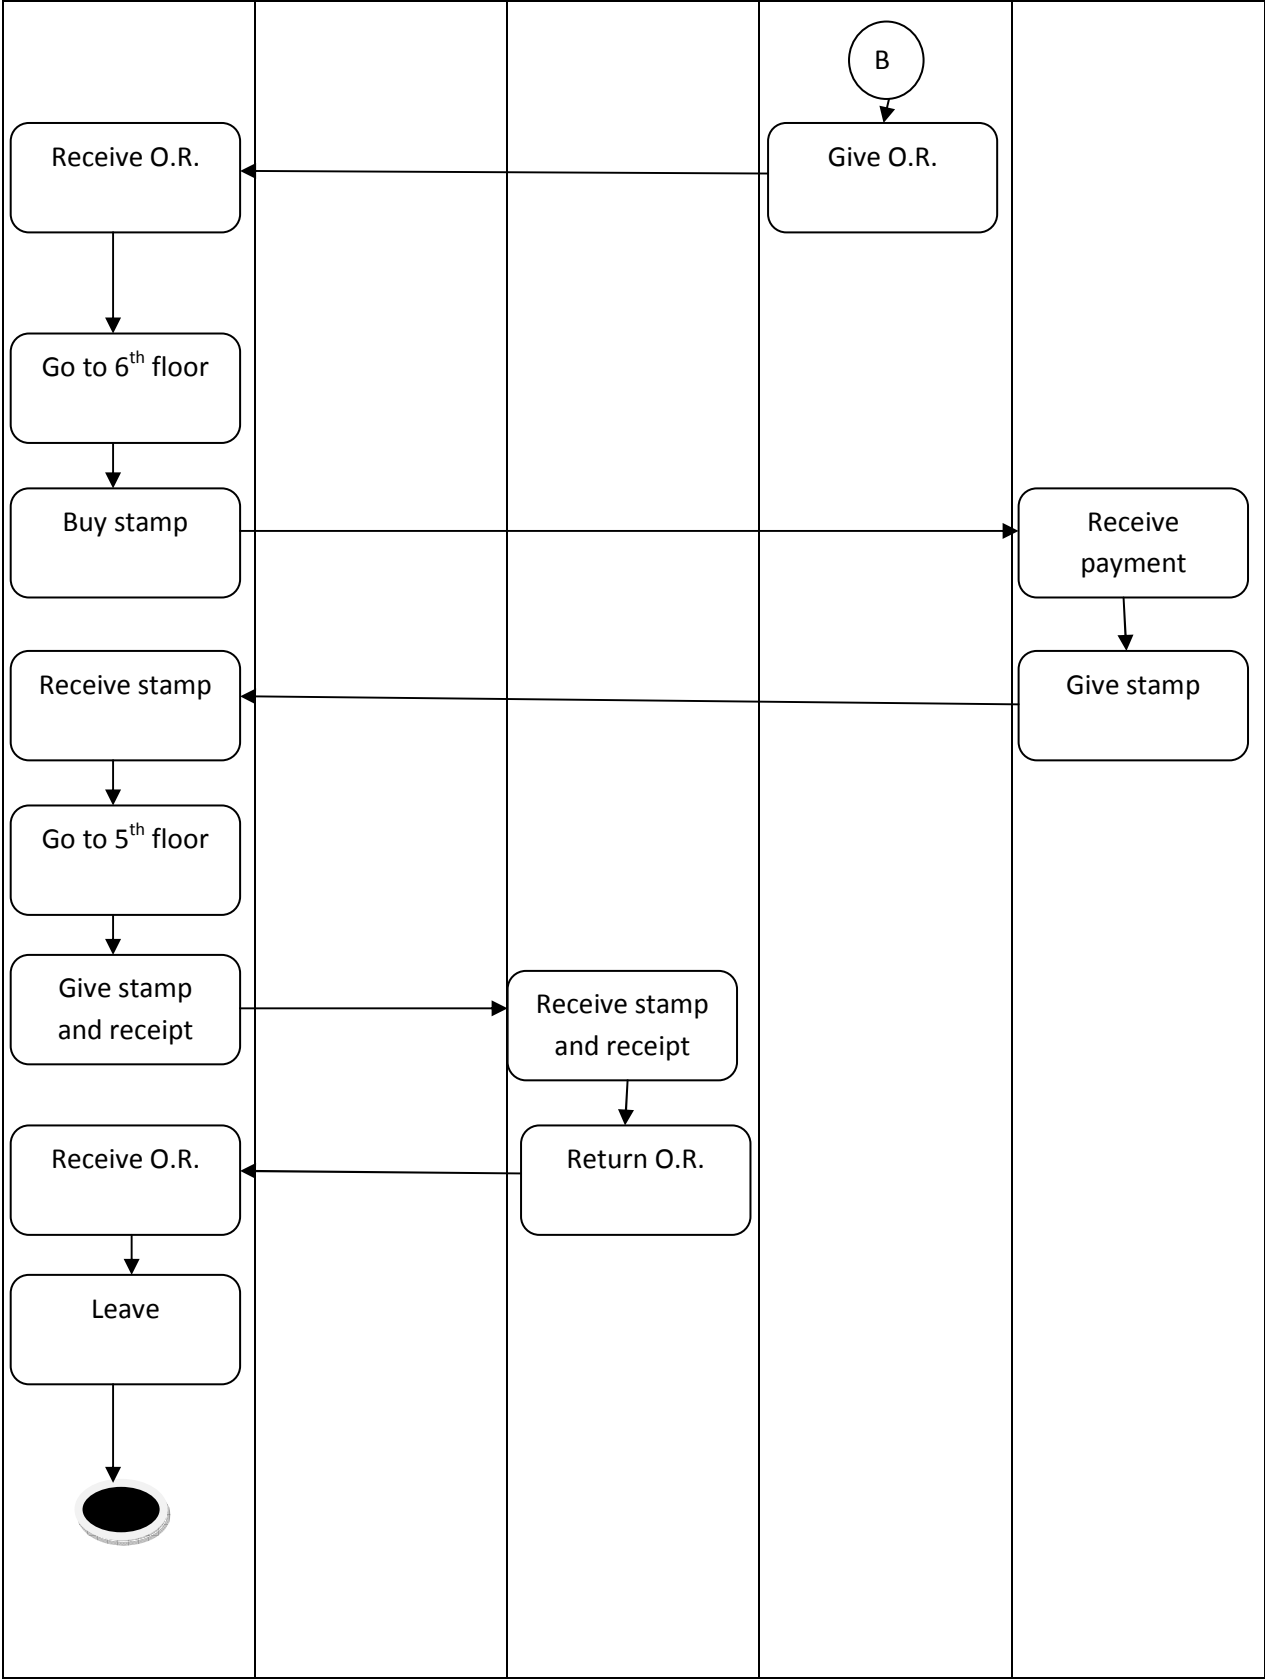 B
Receive O.R.
Give O.R.
Go to 6th floor
Buy stamp
Receive
payment
Receive stamp
Give stamp
Go to 5th floor
Give stamp
and receipt
Receive stamp
and receipt
Receive O.R.
Return O.R.
Leave